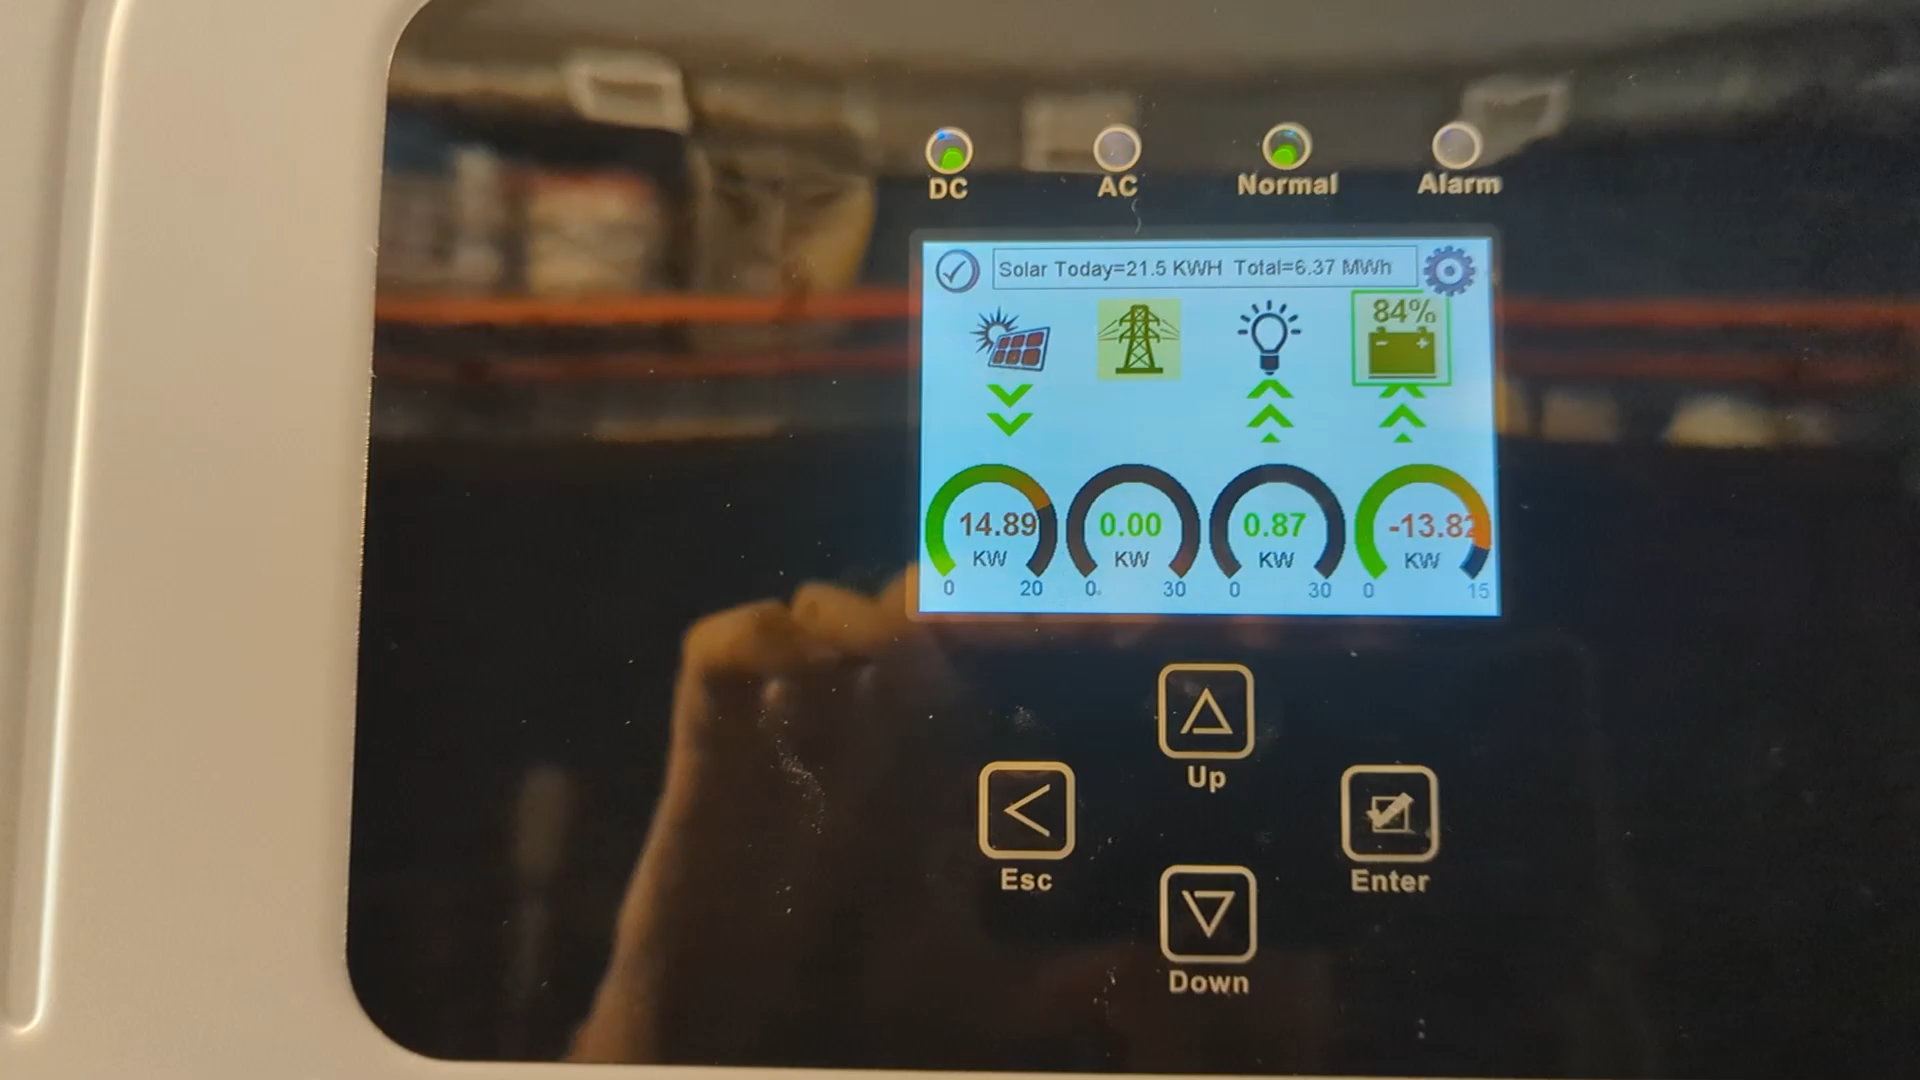 DC AC Normal Alarm
Solar Today=21.5 KWH Total=6.37 MWh
84%
14.89 0.00 0.87 -13.82
KW KW KW KW
0 20 0 30 0 30 0 15
Up
Esc Enter
Down